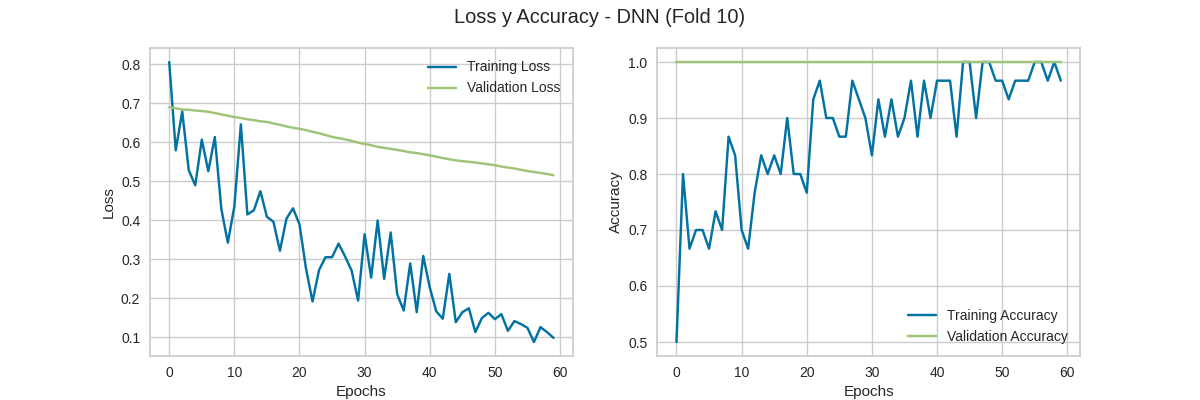 Loss y Accuracy - DNN (Fold 10)
0.8
0.7
0.6
0.5
0.4
0.3
0.2
0.1
Loss
0 10 20 30 40 50 60
Epochs
Training Loss
Validation Loss
1.0
0.9
0.8
0.7
0.6
0.5
Accuracy
0 10 20 30 40 50 60
Epochs
Training Accuracy
Validation Accuracy